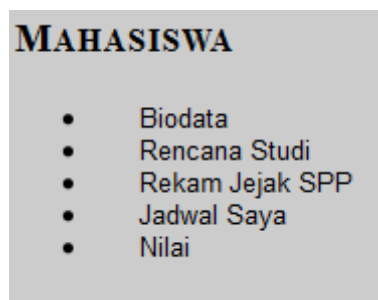 MAHASISWA
• Biodata
• Rencana Studi
• Rekam Jejak SPP
• Jadwal Saya
• Nilai